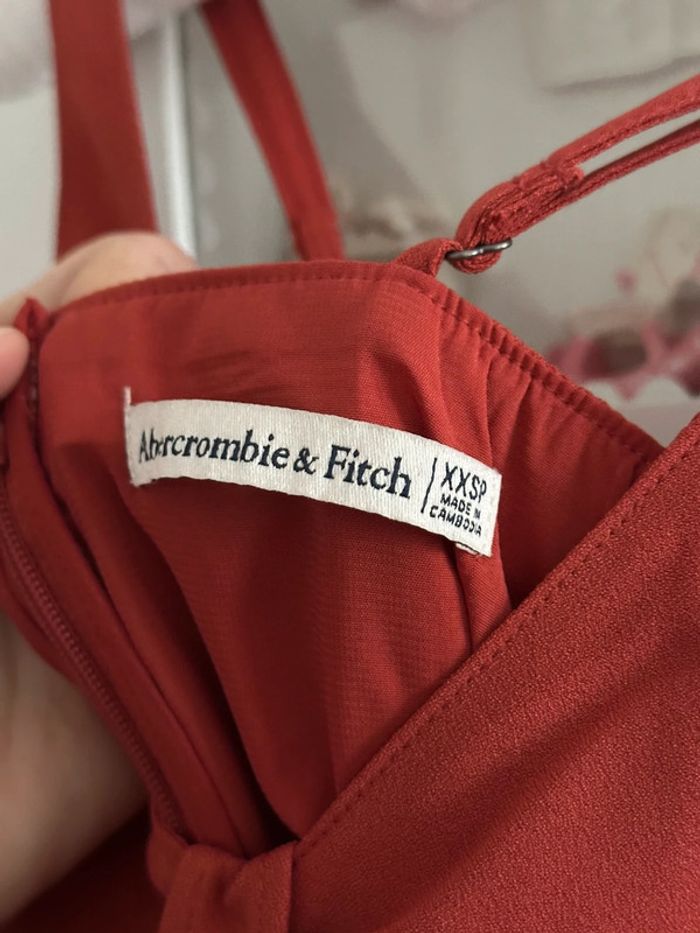 Abercrombie & Fitch
XXSP
MADE IN
CAMBODIA